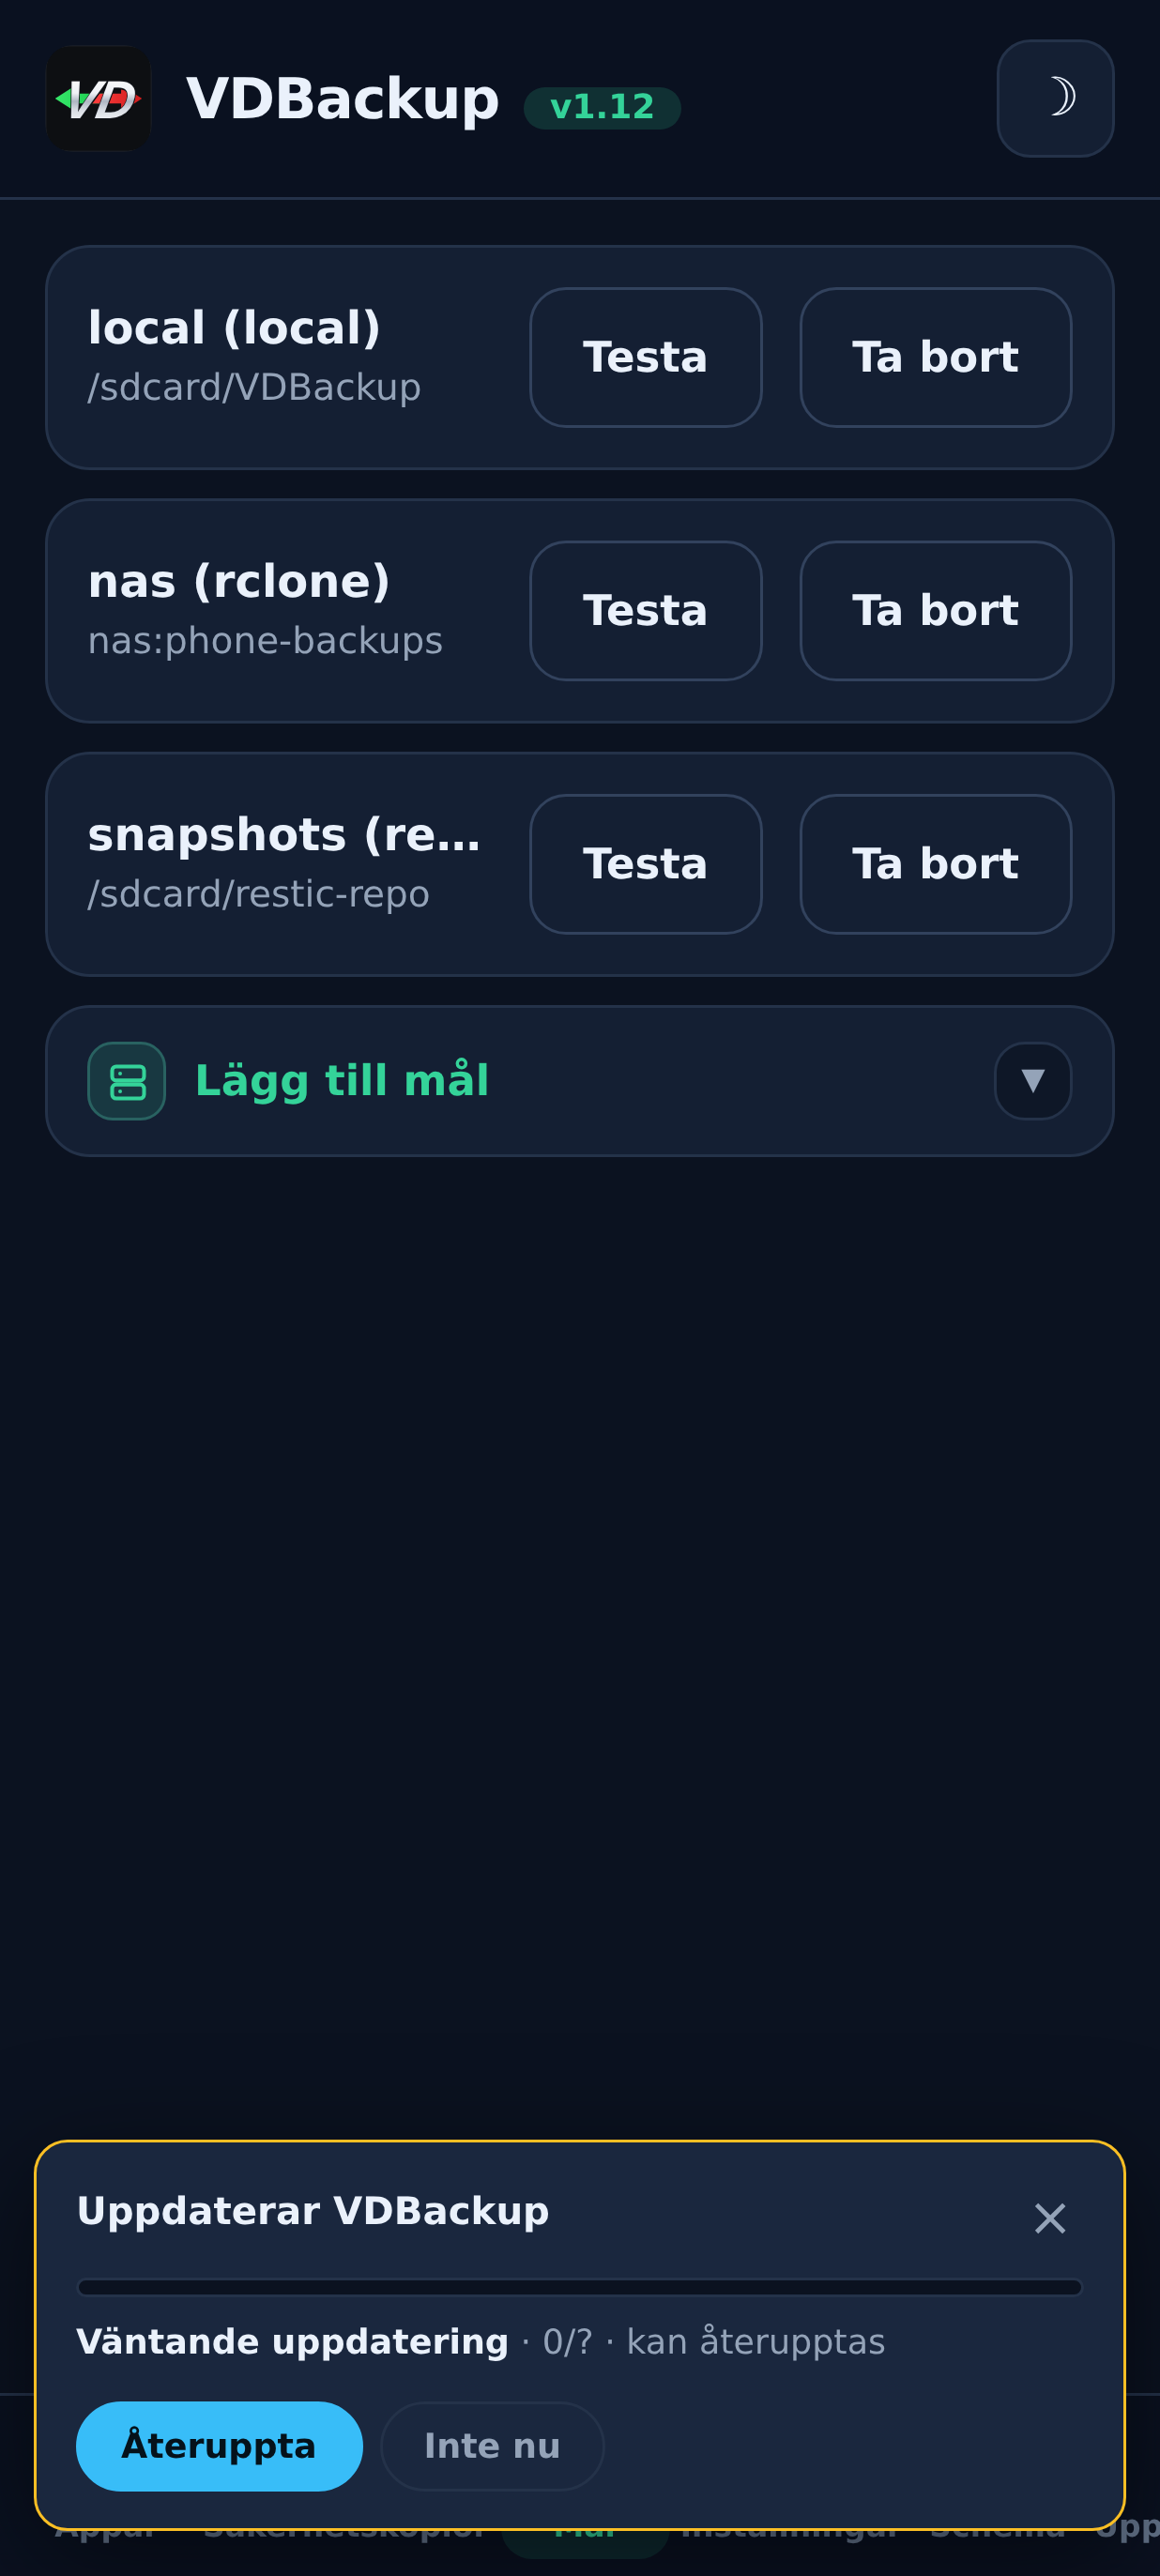 VD
VDBackup v1.12
local (local)
/sdcard/VDBackup
Testa
Ta bort
nas (rclone)
nas:phone-backups
Testa
Ta bort
snapshots (re...
/sdcard/restic-repo
Testa
Ta bort
Lägg till mål
Uppdaterar VDBackup
Väntande uppdatering · 0/? · kan återupptas
Återuppta
Inte nu